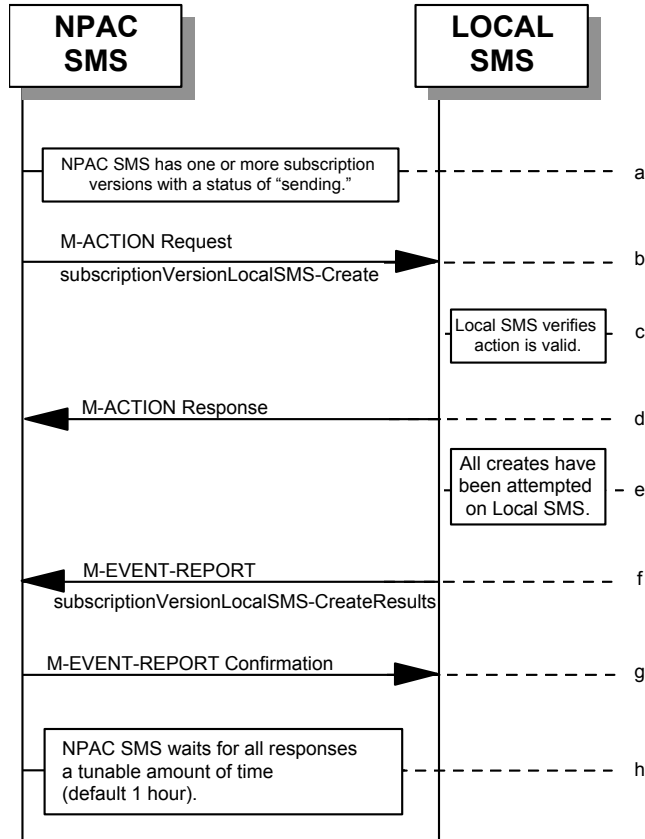 NPAC
SMS
LOCAL
SMS
NPAC SMS has one or more subscription
versions with a status of “sending.”
a
M-ACTION Request
b
subscriptionVersionLocalSMS-Create
Local SMS verifies
action is valid.
c
M-ACTION Response
d
All creates have
been attempted
on Local SMS.
e
M-EVENT-REPORT
f
subscriptionVersionLocalSMS-CreateResults
M-EVENT-REPORT Confirmation
g
NPAC SMS waits for all responses
a tunable amount of time
(default 1 hour).
h